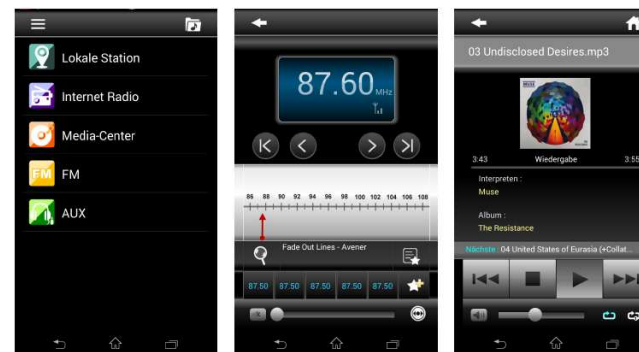 Lokale Station
Internet Radio
Media-Center
FM
FM
AUX
87.60 MHz
86 88 90 92 94 96 98 100 102 104 106 108
Fade Out Lines - Avener
87.50 87.50 87.50 87.50 87.50
03 Undisclosed Desires.mp3
3:43 Wiedergabe 3:55
Interpreten :
Muse
Album :
The Resistance
Nächste : 04 United States of Eurasia (+Collat...